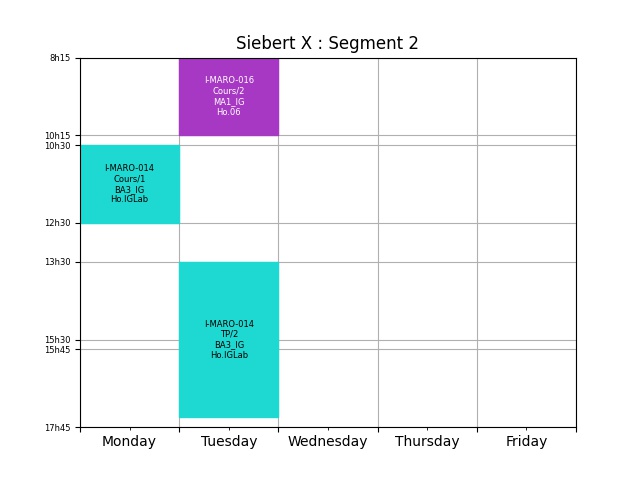 Siebert X : Segment 2
8h15
I-MARO-016
Cours/2
MA1_IG
Ho.06
10h15
10h30
I-MARO-014
Cours/1
BA3_IG
Ho.IGLab
12h30
13h30
I-MARO-014
TP/2
BA3_IG
Ho.IGLab
15h30
15h45
17h45
Monday Tuesday Wednesday Thursday Friday